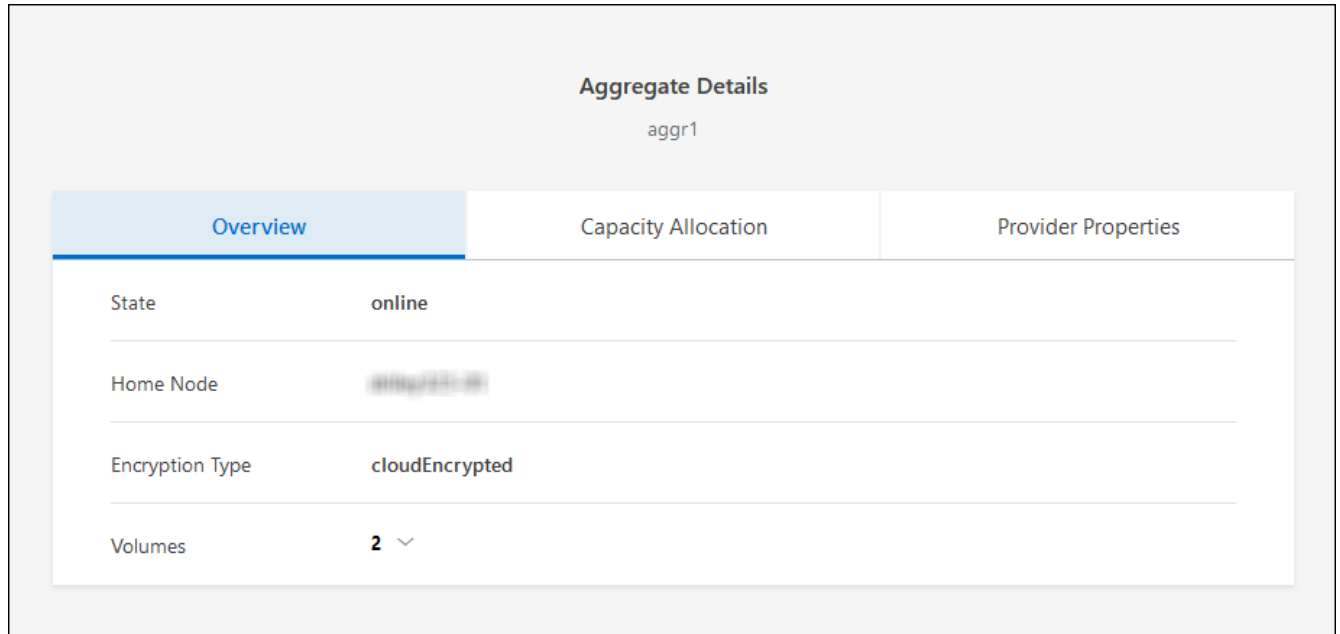 Aggregate Details
aggr1
Overview Capacity Allocation Provider Properties
State online
Home Node
Encryption Type cloudEncrypted
Volumes 2